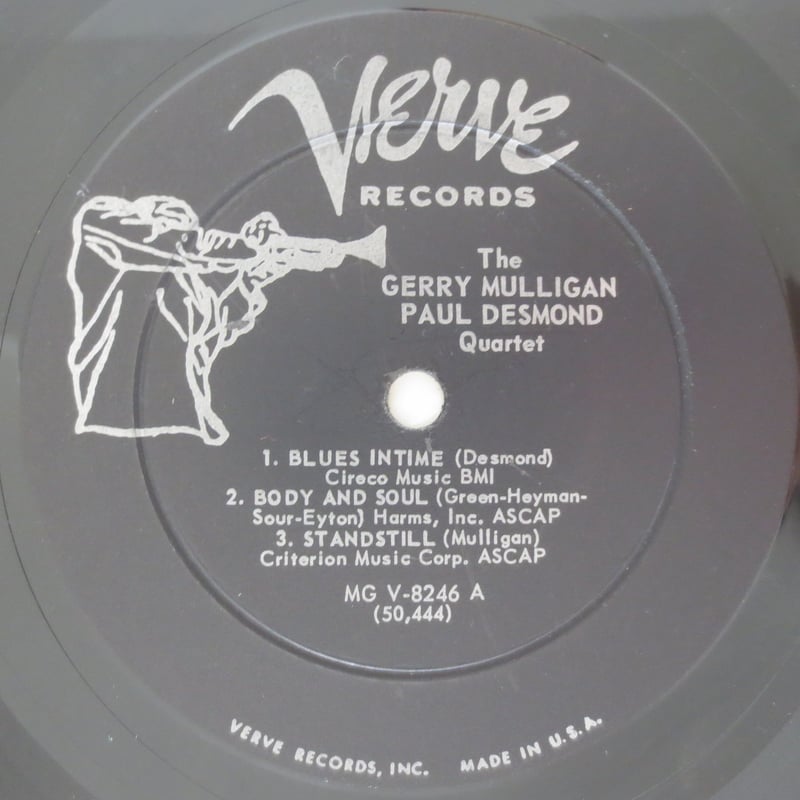 Verve
RECORDS
The
GERRY MULLIGAN
PAUL DESMOND
Quartet
1. BLUES INTIME (Desmond)
Cireco Music BMI
2. BODY AND SOUL (Green-Heyman-
Sour-Eyton) Harms, Inc. ASCAP
3. STANDSTILL (Mulligan)
Criterion Music Corp. ASCAP
MG V-8246 A
(50,444)
VERVE RECORDS, INC. MADE IN U.S.A.